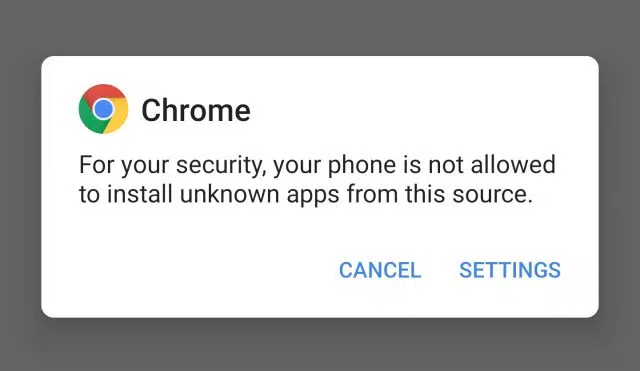 Chrome
For your security, your phone is not allowed
to install unknown apps from this source.
CANCEL SETTINGS